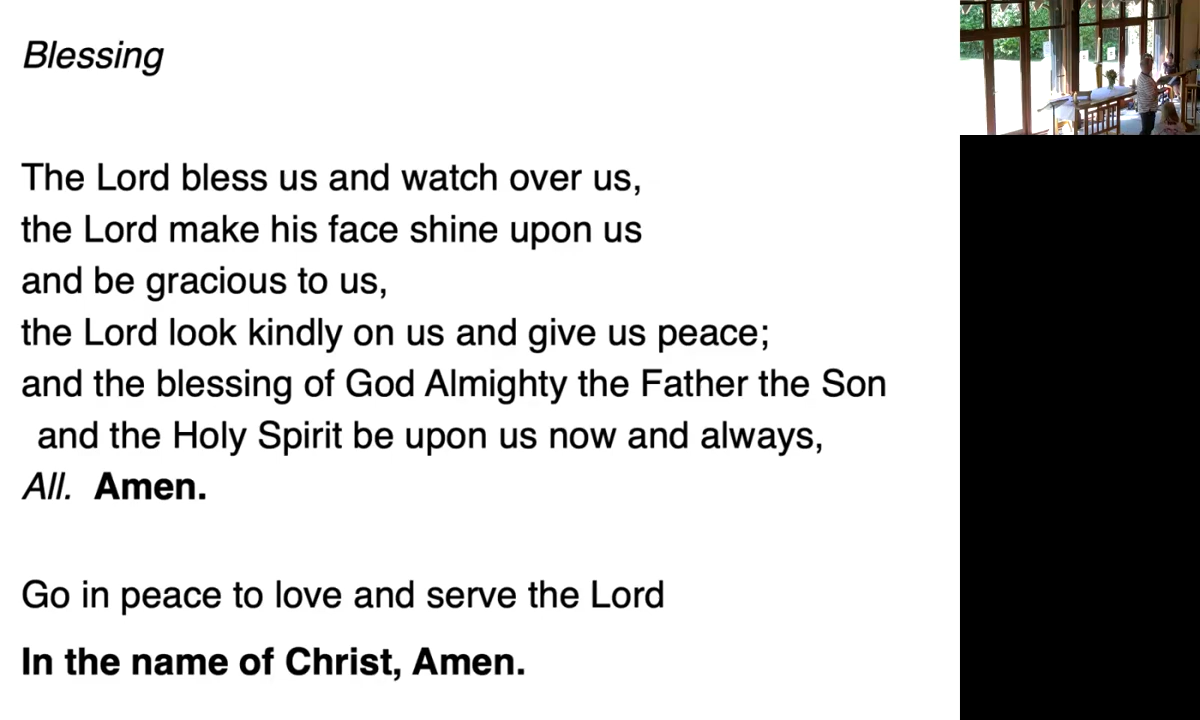 Blessing
The Lord bless us and watch over us,
the Lord make his face shine upon us
and be gracious to us,
the Lord look kindly on us and give us peace;
and the blessing of God Almighty the Father the Son
and the Holy Spirit be upon us now and always,
All. Amen.
Go in peace to love and serve the Lord
In the name of Christ, Amen.